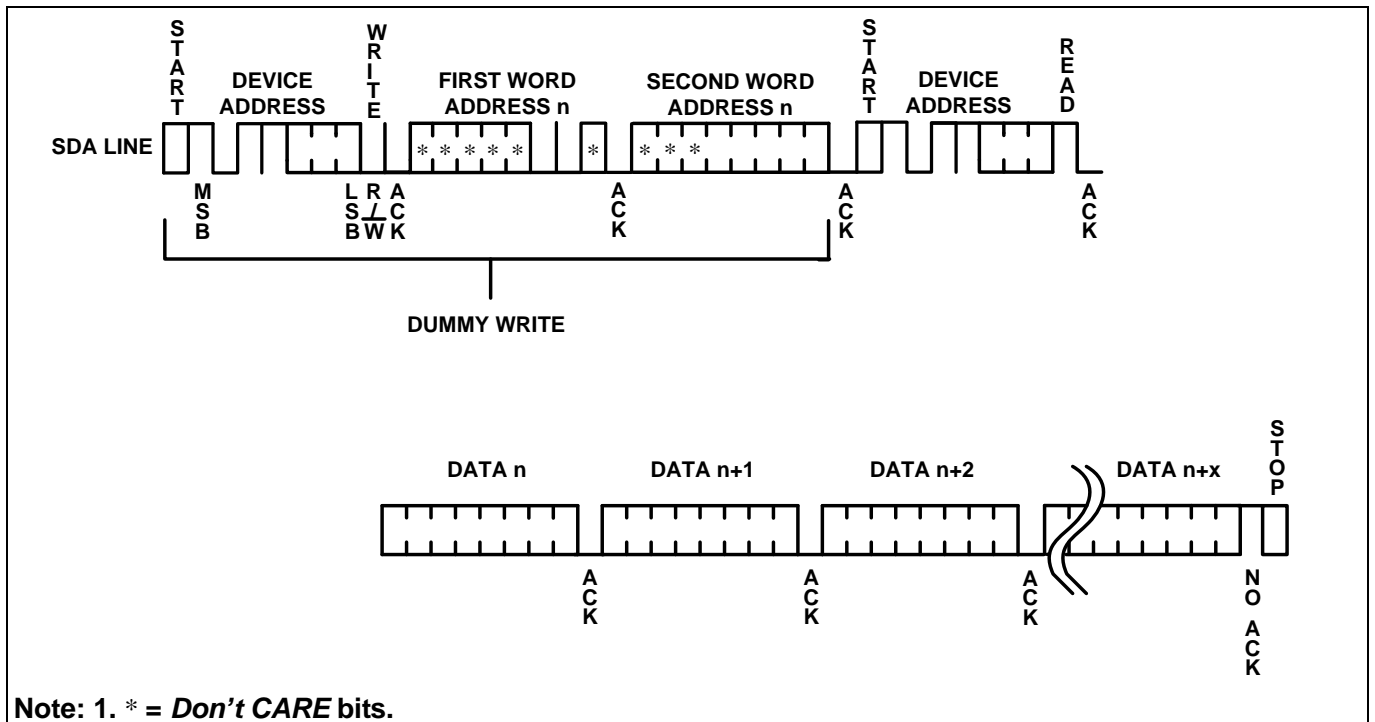 START
WRITE
START
READ
DEVICE
ADDRESS
FIRST WORD
ADDRESS n
SECOND WORD
ADDRESS n
DEVICE
ADDRESS
SDA LINE
* * * * *
*
* * *
MSB
LSB
R/W
ACK
ACK
ACK
ACK
DUMMY WRITE
DATA n
DATA n+1
DATA n+2
DATA n+x
STOP
ACK
ACK
ACK
NO ACK
Note: 1. * = Don't CARE bits.